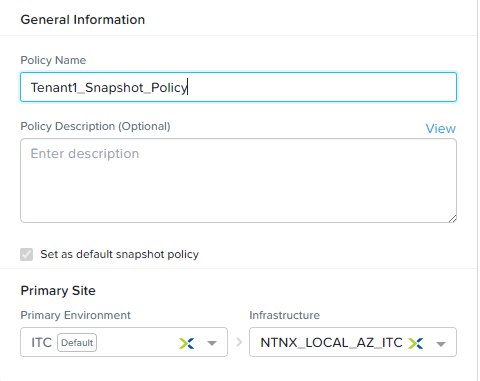 General Information
Policy Name
Tenant1_Snapshot_Policy
Policy Description (Optional)
View
Enter description
Set as default snapshot policy
Primary Site
Primary Environment
Infrastructure
ITC Default
NTNX_LOCAL_AZ_ITC